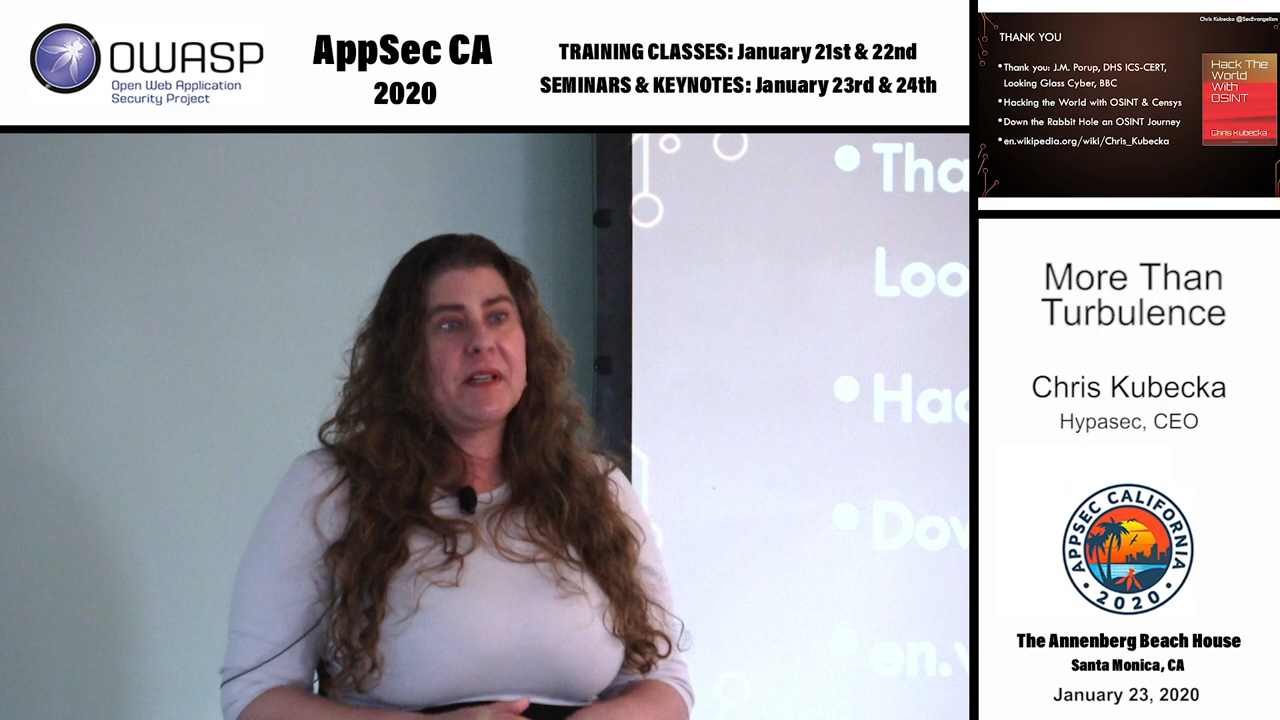 OWASP
Open Web Application
Security Project
AppSec CA
2020
TRAINING CLASSES: January 21st & 22nd
SEMINARS & KEYNOTES: January 23rd & 24th
Chris Kubecka @SecEvangelism
THANK YOU
•Thank you: J.M. Porup, DHS ICS-CERT,
Looking Glass Cyber, BBC
•Hacking the World with OSINT & Censys
•Down the Rabbit Hole an OSINT Journey
•en.wikipedia.org/wiki/Chris_Kubecka
Hack The
World
With
OSINT
Chris Kubecka
• Tha
Loo
• Hac
• Dov
• en.w
More Than
Turbulence
Chris Kubecka
Hypasec, CEO
APPSEC CALIFORNIA
• 2020 •
The Annenberg Beach House
Santa Monica, CA
January 23, 2020